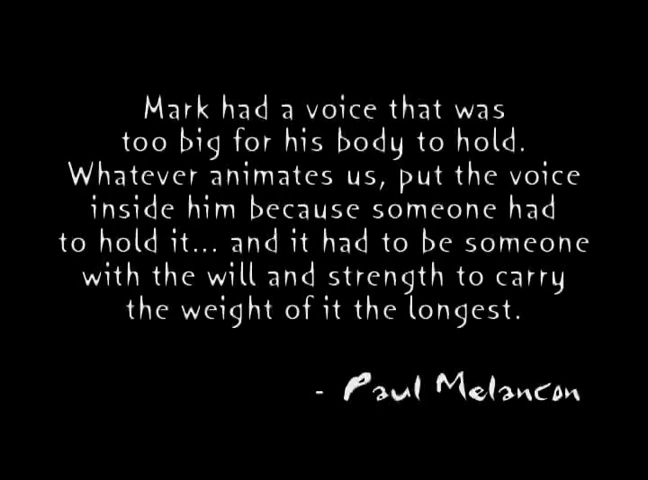 Mark had a voice that was
too big for his body to hold.
Whatever animates us, put the voice
inside him because someone had
to hold it... and it had to be someone
with the will and strength to carry
the weight of it the longest.
- Paul Melancon